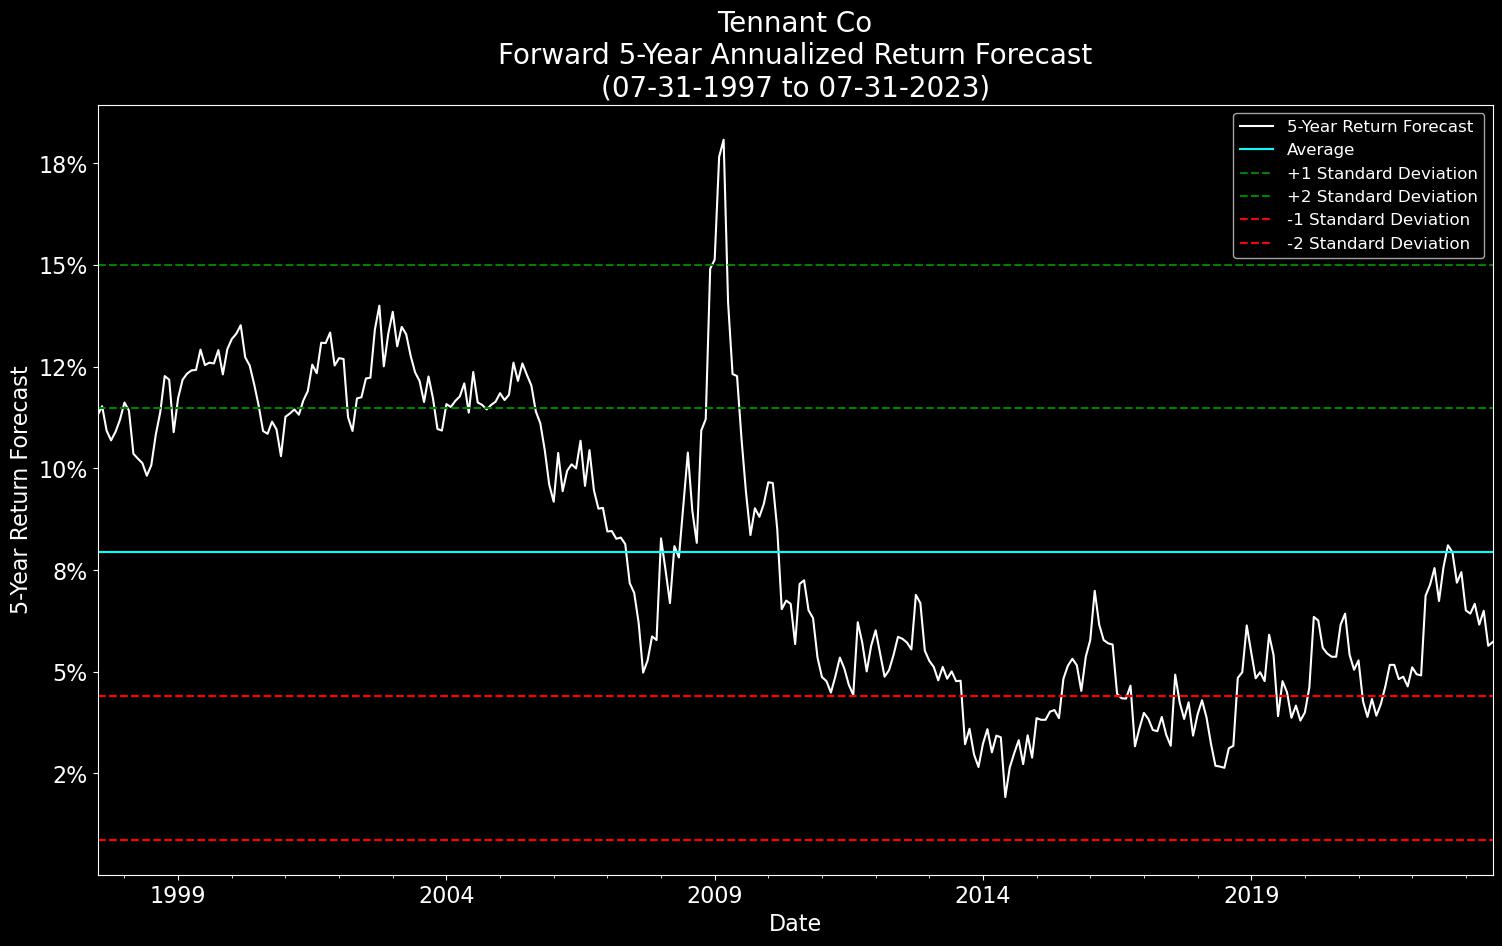 Tennant Co
Forward 5-Year Annualized Return Forecast
(07-31-1997 to 07-31-2023)
5-Year Return Forecast
Average
+1 Standard Deviation
+2 Standard Deviation
-1 Standard Deviation
-2 Standard Deviation
5-Year Return Forecast
18%
15%
12%
10%
8%
5%
2%
1999
2004
2009
2014
2019
Date